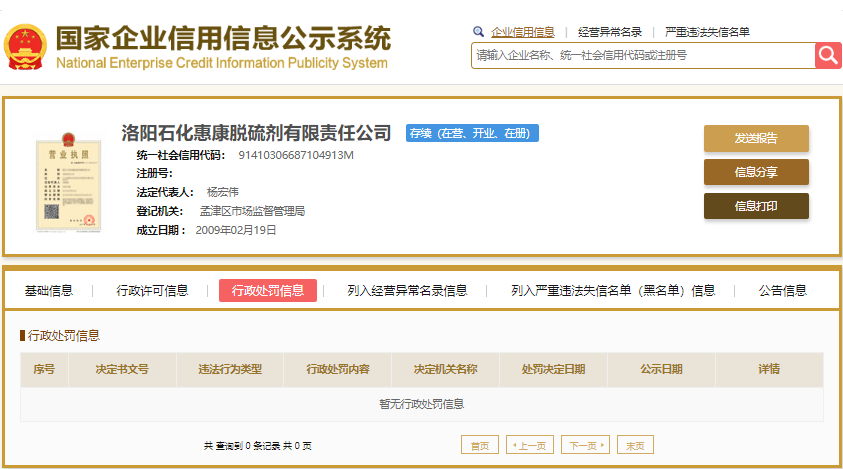 国家企业信用信息公示系统
National Enterprise Credit Information Publicity System
企业信用信息 | 经营异常名录 | 严重违法失信名单
请输入企业名称、统一社会信用代码或注册号
营业执照
洛阳石化惠康脱硫剂有限责任公司 存续（在营、开业、在册）
统一社会信用代码： 91410306687104913M
注册号：
法定代表人： 杨宏伟
登记机关： 孟津区市场监督管理局
成立日期： 2009年02月19日
发送报告
信息分享
信息打印
基础信息 | 行政许可信息 | 行政处罚信息 | 列入经营异常名录信息 | 列入严重违法失信名单（黑名单）信息 | 公告信息
行政处罚信息
序号 决定书文号 违法行为类型 行政处罚内容 决定机关名称 处罚决定日期 公示日期 详情
暂无行政处罚信息
共 查询到 0 条记录 共 0 页 首页 上一页 下一页 末页